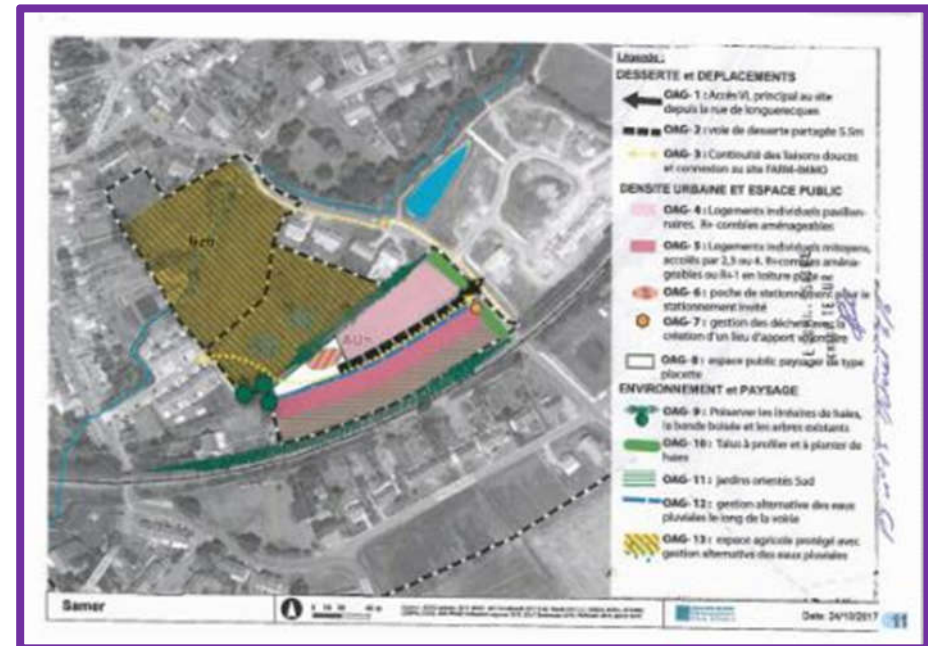 Légende :
DESSERTE et DEPLACEMENTS
OAG- 1 : Accès VL principal au site
depuis la rue de longuerecques
OAG- 2 : voie de desserte partagée 5.5m
OAG- 3 : Continuité des liaisons douces
et connexion au site FARM-IMMO
DENSITE URBAINE ET ESPACE PUBLIC
OAG- 4 : Logements individuels pavillon-
naires, R+ combles aménageables
OAG- 5 : Logements individuels mitoyens,
accolés par 2,3 ou 4. R+combles aména-
geables ou R+1 en toiture plate
OAG- 6 : poche de stationnement pour le
stationnement invité
OAG- 7 : gestion des déchets avec la
création d'un lieu d'apport volontaire
OAG- 8 : espace public paysager de type
placette
ENVIRONNEMENT et PAYSAGE
OAG- 9 : Préserver les linéaires de haies,
la bande boisée et les arbres existants
OAG- 10 : Talus à profiler et à planter de
haies
OAG- 11 : jardins orientés Sud
OAG- 12 : gestion alternative des eaux
pluviales le long de la voirie
OAG- 13 : espace agricole protégé avec
gestion alternative des eaux pluviales
Samer
Date: 24/10/2017
11